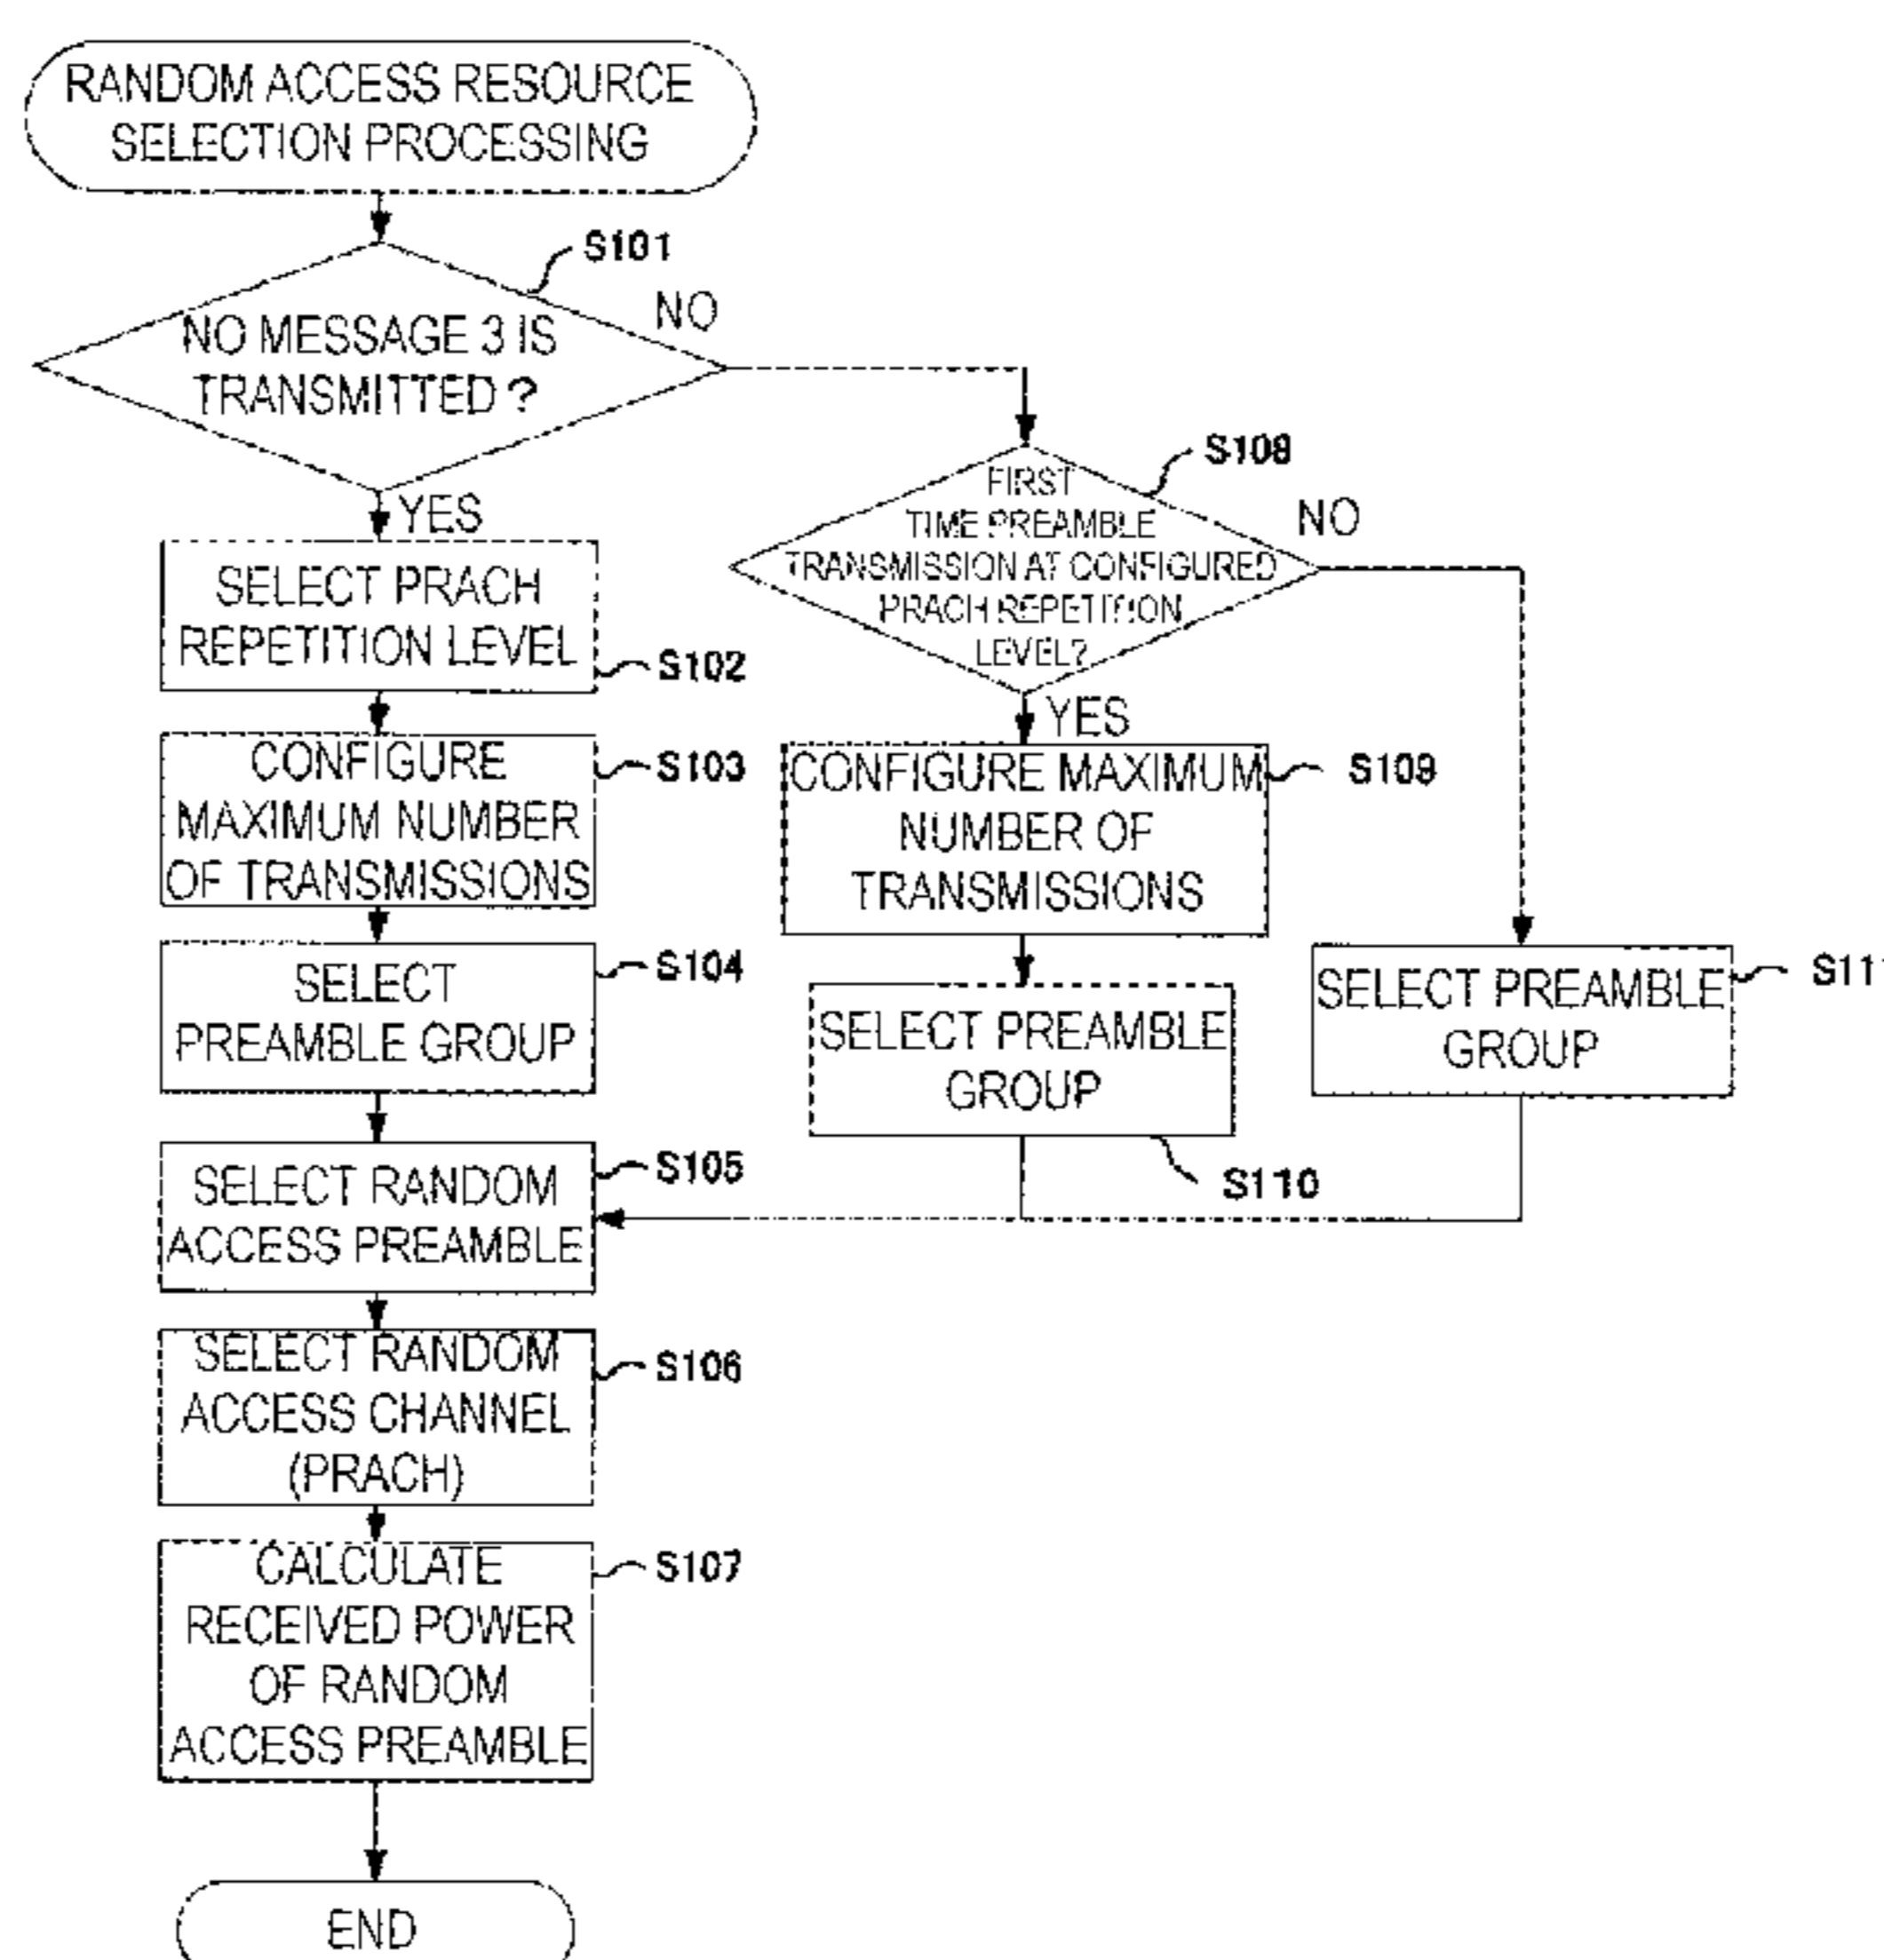 RANDOM ACCESS RESOURCE
SELECTION PROCESSING
S101
NO MESSAGE 3 IS
TRANSMITTED ?
NO
YES
SELECT PRACH
REPETITION LEVEL
S102
CONFIGURE
MAXIMUM NUMBER
OF TRANSMISSIONS
S103
SELECT
PREAMBLE GROUP
S104
SELECT RANDOM
ACCESS PREAMBLE
S105
SELECT RANDOM
ACCESS CHANNEL
(PRACH)
S106
CALCULATE
RECEIVED POWER
OF RANDOM
ACCESS PREAMBLE
S107
END
S108
FIRST
TIME PREAMBLE
TRANSMISSION AT CONFIGURED
PRACH REPETITION
LEVEL?
NO
YES
CONFIGURE MAXIMUM
NUMBER OF
TRANSMISSIONS
S109
SELECT PREAMBLE
GROUP
S110
SELECT PREAMBLE
GROUP
S111